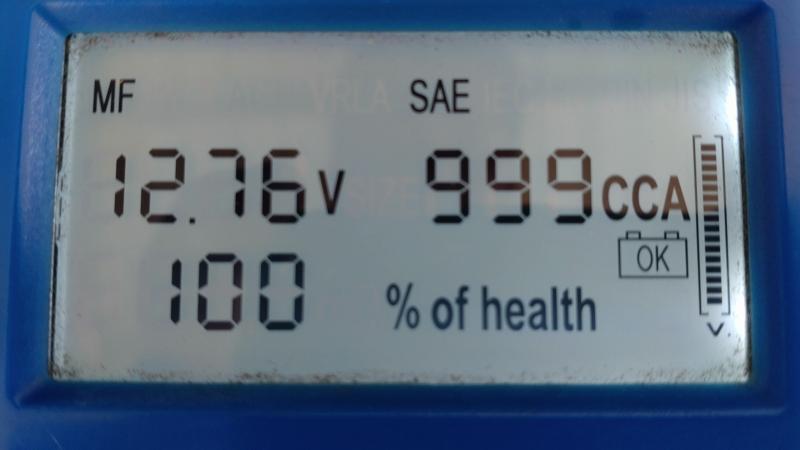 MF SAE
12.76 V 999 CCA
OK
100 % of health